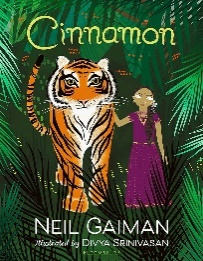 Cinnamon
NEIL GAIMAN
Illustrated by DIVYA SRINIVASAN